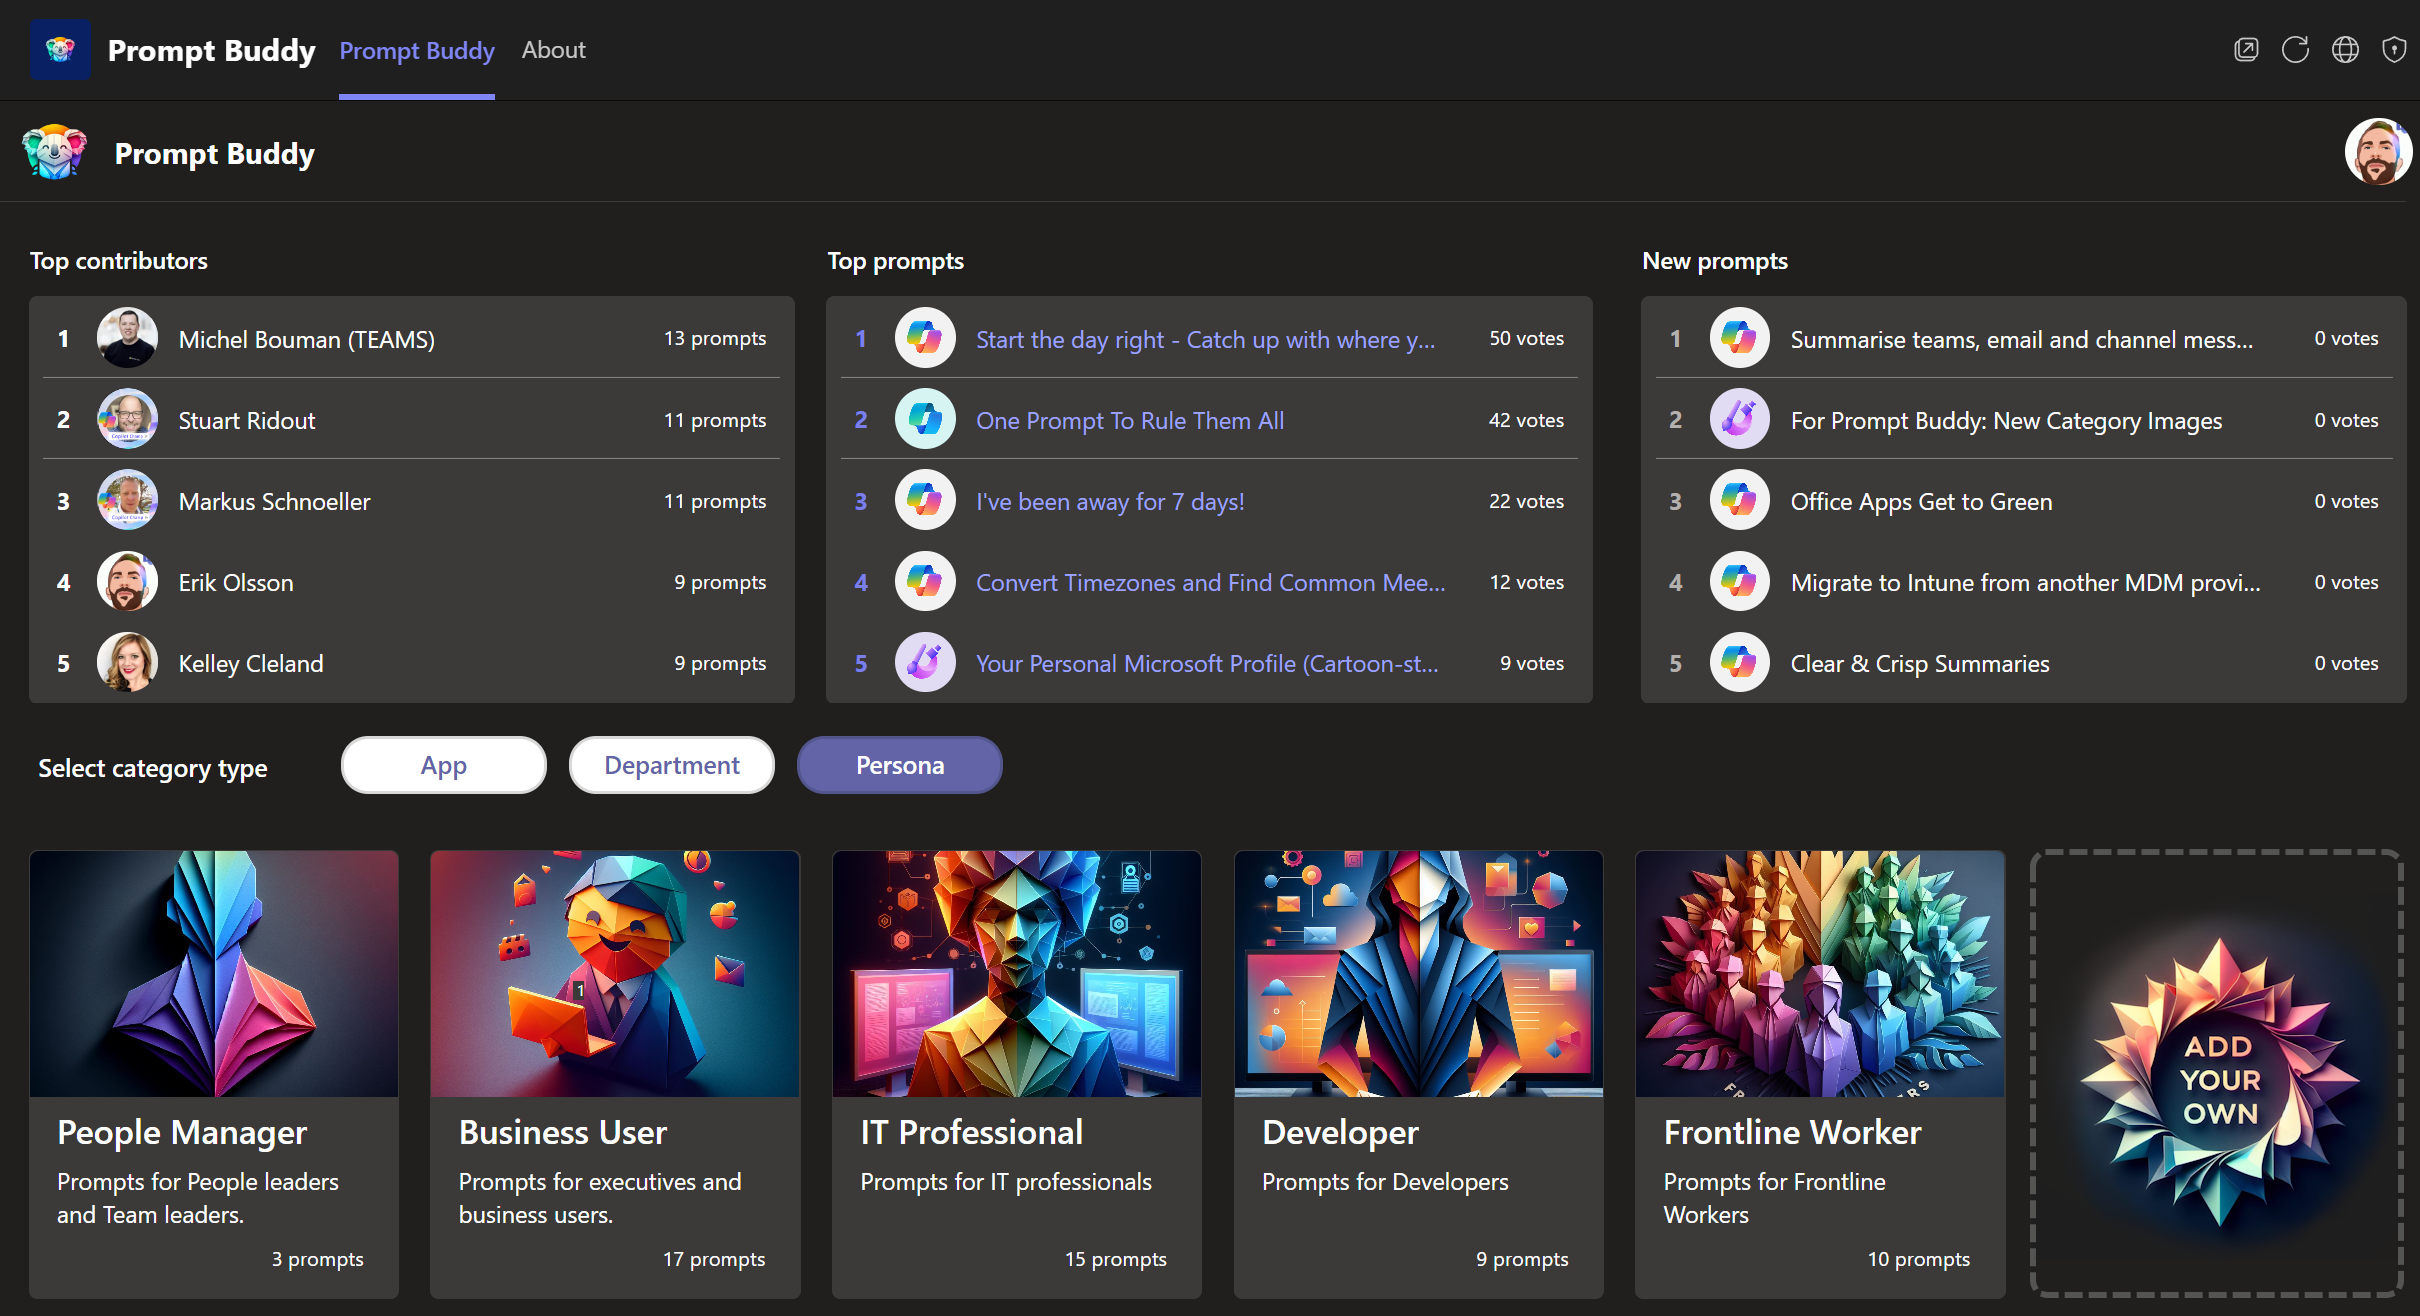 Prompt Buddy Prompt Buddy About
Prompt Buddy
Top contributors
1 Michel Bouman (TEAMS) 13 prompts
2 Stuart Ridout 11 prompts
3 Markus Schnoeller 11 prompts
4 Erik Olsson 9 prompts
5 Kelley Cleland 9 prompts
Top prompts
1 Start the day right - Catch up with where y... 50 votes
2 One Prompt To Rule Them All 42 votes
3 I've been away for 7 days! 22 votes
4 Convert Timezones and Find Common Mee... 12 votes
5 Your Personal Microsoft Profile (Cartoon-st... 9 votes
New prompts
1 Summarise teams, email and channel mess... 0 votes
2 For Prompt Buddy: New Category Images 0 votes
3 Office Apps Get to Green 0 votes
4 Migrate to Intune from another MDM provi... 0 votes
5 Clear & Crisp Summaries 0 votes
Select category type App Department Persona
1
People Manager
Prompts for People leaders
and Team leaders.
3 prompts
Business User
Prompts for executives and
business users.
17 prompts
IT Professional
Prompts for IT professionals
15 prompts
Developer
Prompts for Developers
9 prompts
Frontline Worker
Prompts for Frontline
Workers
10 prompts
ADD
YOUR
OWN